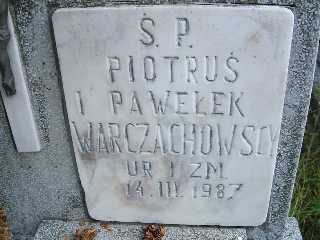 Ś. P.
PIOTRUŚ
I PAWEŁEK
WARCZACHOWSCY
UR. I ZM.
14. III. 1987